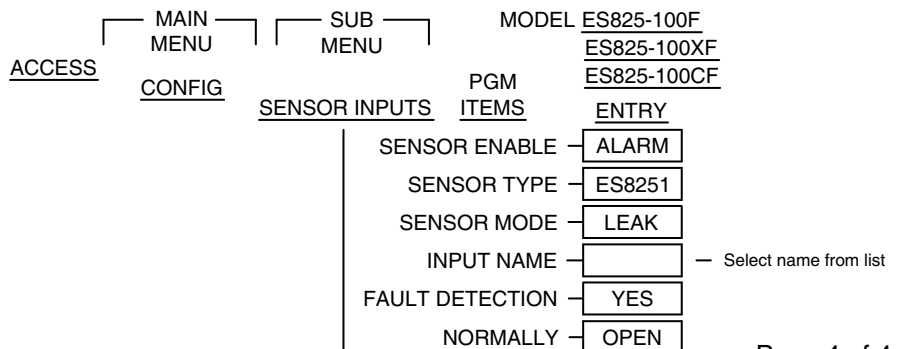 MAIN MENU
SUB MENU
MODEL ES825-100F
ES825-100XF
ES825-100CF
ACCESS
CONFIG
SENSOR INPUTS
PGM ITEMS
ENTRY
SENSOR ENABLE ALARM
SENSOR TYPE ES8251
SENSOR MODE LEAK
INPUT NAME — Select name from list
FAULT DETECTION YES
NORMALLY OPEN